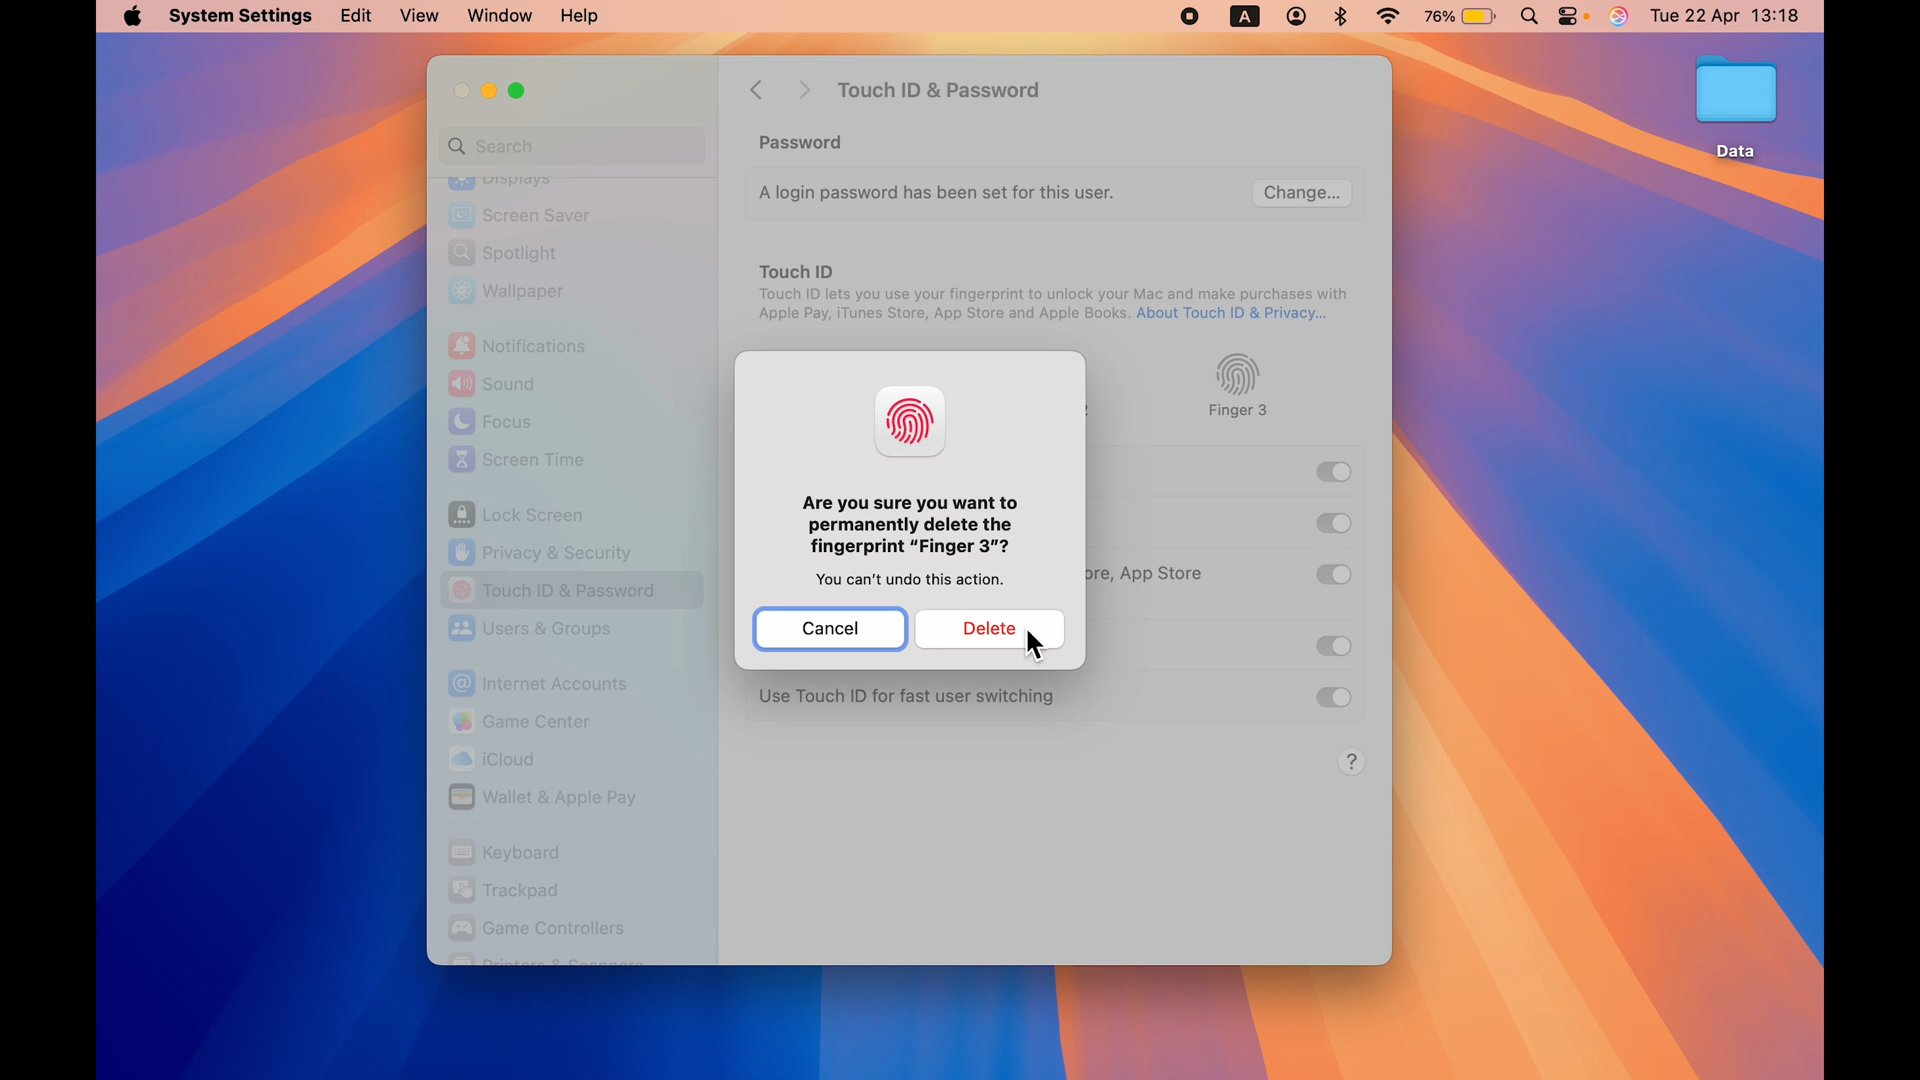 System Settings Edit View Window Help
A 76% Tue 22 Apr 13:18
Data
Search
Displays
Screen Saver
Spotlight
Wallpaper
Notifications
Sound
Focus
Screen Time
Lock Screen
Privacy & Security
Touch ID & Password
Users & Groups
Internet Accounts
Game Center
iCloud
Wallet & Apple Pay
Keyboard
Trackpad
Game Controllers
Printers & Scanners
Touch ID & Password
Password
A login password has been set for this user. Change...
Touch ID
Touch ID lets you use your fingerprint to unlock your Mac and make purchases with
Apple Pay, iTunes Store, App Store and Apple Books. About Touch ID & Privacy...
Finger 3
App Store
Use Touch ID for fast user switching
?
Are you sure you want to
permanently delete the
fingerprint “Finger 3”?
You can’t undo this action.
Cancel Delete